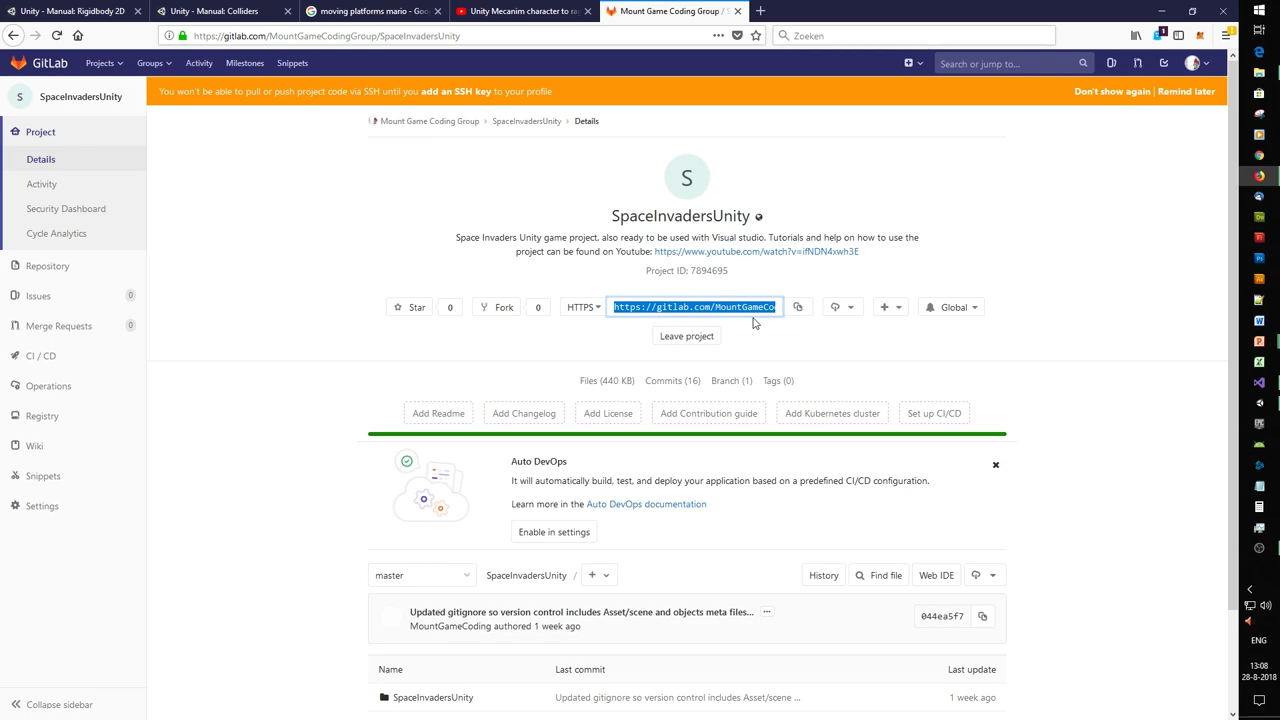 Unity - Manual: Rigidbody 2D
Unity - Manual: Colliders
moving platforms mario - Goo
Unity Mecanim character to rag
Mount Game Coding Group / S
https://gitlab.com/MountGameCodingGroup/SpaceInvadersUnity
Zoeken
1
GitLab
Projects
Groups
Activity
Milestones
Snippets
Search or jump to...
You won't be able to pull or push project code via SSH until you add an SSH key to your profile
Don't show again | Remind later
S
SpaceInvadersUnity
Project
Details
Activity
Security Dashboard
Cycle Analytics
Repository
Issues 0
Merge Requests 0
CI / CD
Operations
Registry
Wiki
Snippets
Settings
Collapse sidebar
Mount Game Coding Group > SpaceInvadersUnity > Details
S
SpaceInvadersUnity
Space Invaders Unity game project, also ready to be used with Visual studio. Tutorials and help on how to use the
project can be found on Youtube: https://www.youtube.com/watch?v=ifNDN4xwh3E
Project ID: 7894695
Star 0 Fork 0 HTTPS https://gitlab.com/MountGameCo Global
Leave project
Files (440 KB) Commits (16) Branch (1) Tags (0)
Add Readme Add Changelog Add License Add Contribution guide Add Kubernetes cluster Set up CI/CD
Auto DevOps
It will automatically build, test, and deploy your application based on a predefined CI/CD configuration.
Learn more in the Auto DevOps documentation
Enable in settings
master SpaceInvadersUnity / + History Find file Web IDE
Updated gitignore so version control includes Asset/scene and objects meta files...
MountGameCoding authored 1 week ago
044ea5f7
Name Last commit Last update
SpaceInvadersUnity Updated gitignore so version control includes Asset/scene ... 1 week ago
ENG
13:08
28-8-2018